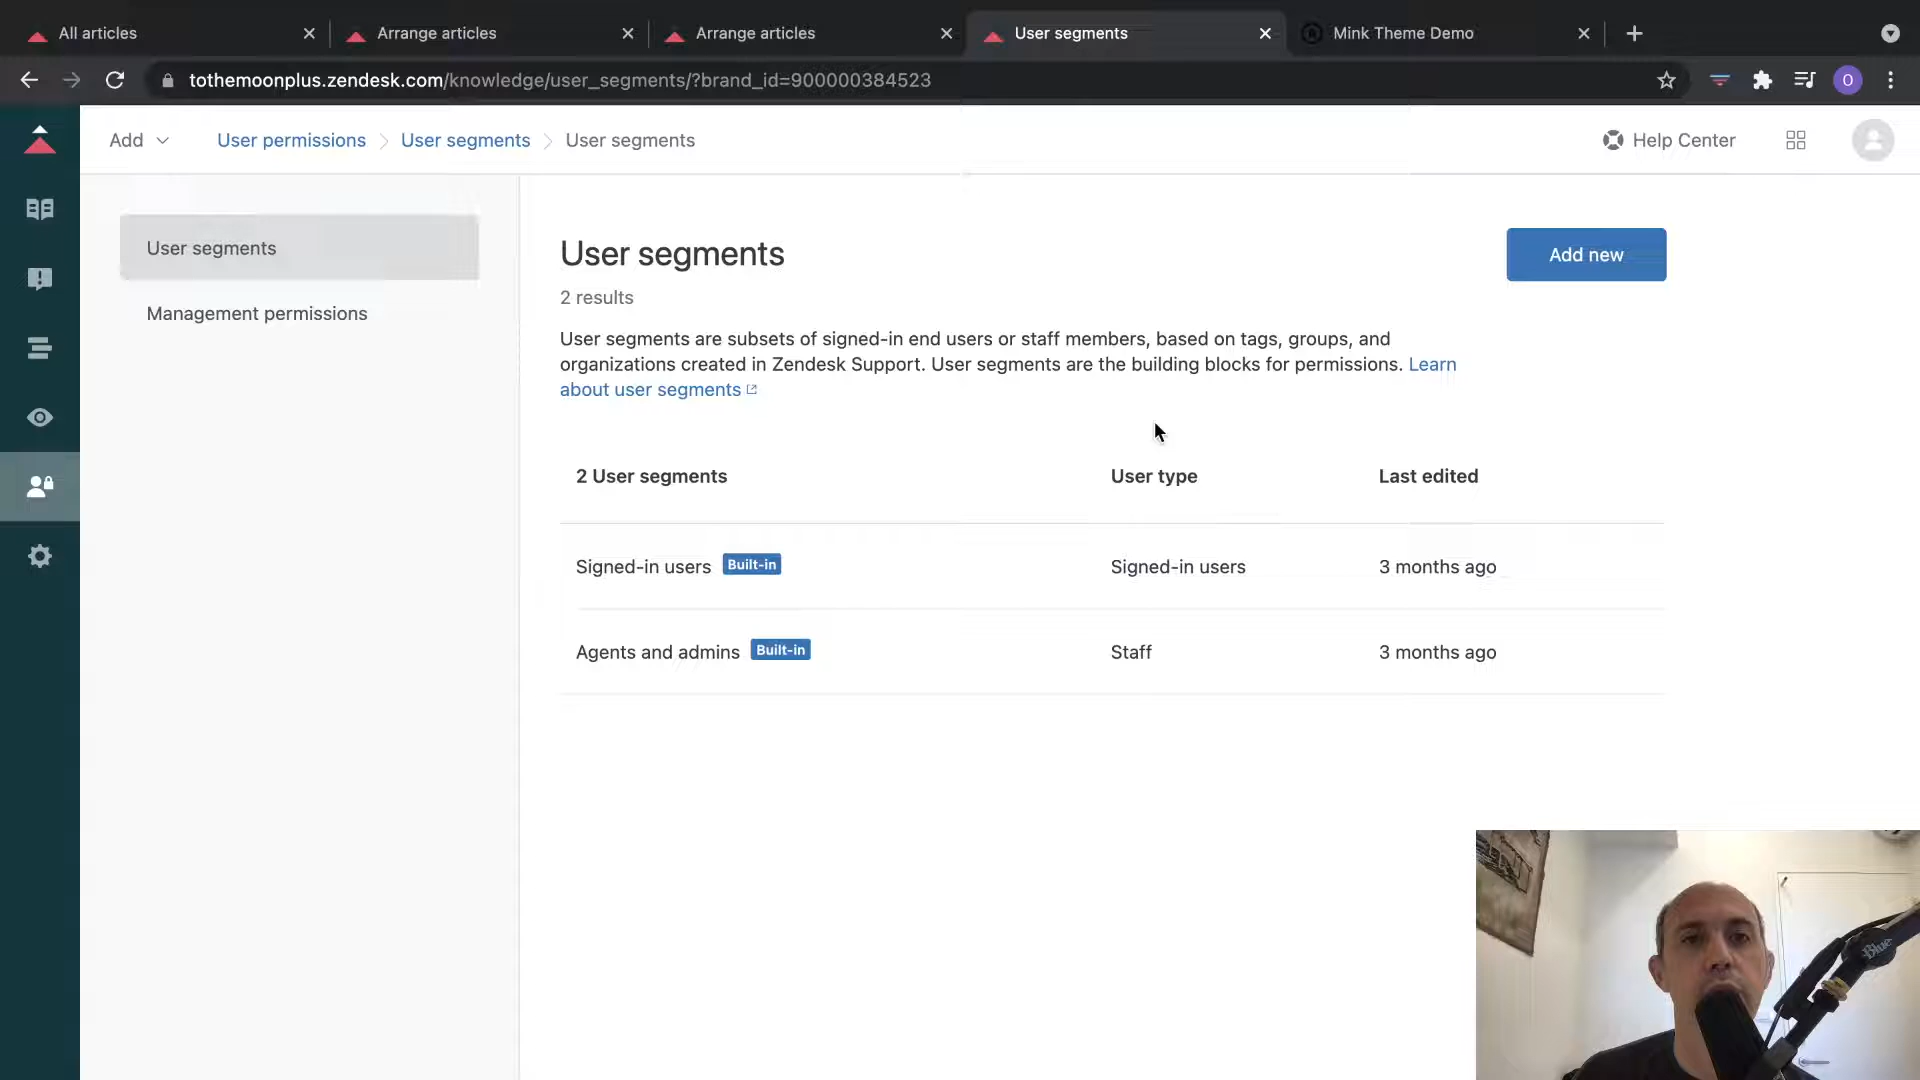 All articles
Arrange articles
Arrange articles
User segments
Mink Theme Demo
tothemoonplus.zendesk.com/knowledge/user_segments/?brand_id=900000384523
O
Add
User permissions
User segments
User segments
Help Center
User segments
Management permissions
User segments
Add new
2 results
User segments are subsets of signed-in end users or staff members, based on tags, groups, and
organizations created in Zendesk Support. User segments are the building blocks for permissions. Learn
about user segments
2 User segments
User type
Last edited
Signed-in users
Built-in
Signed-in users
3 months ago
Agents and admins
Built-in
Staff
3 months ago
Blue